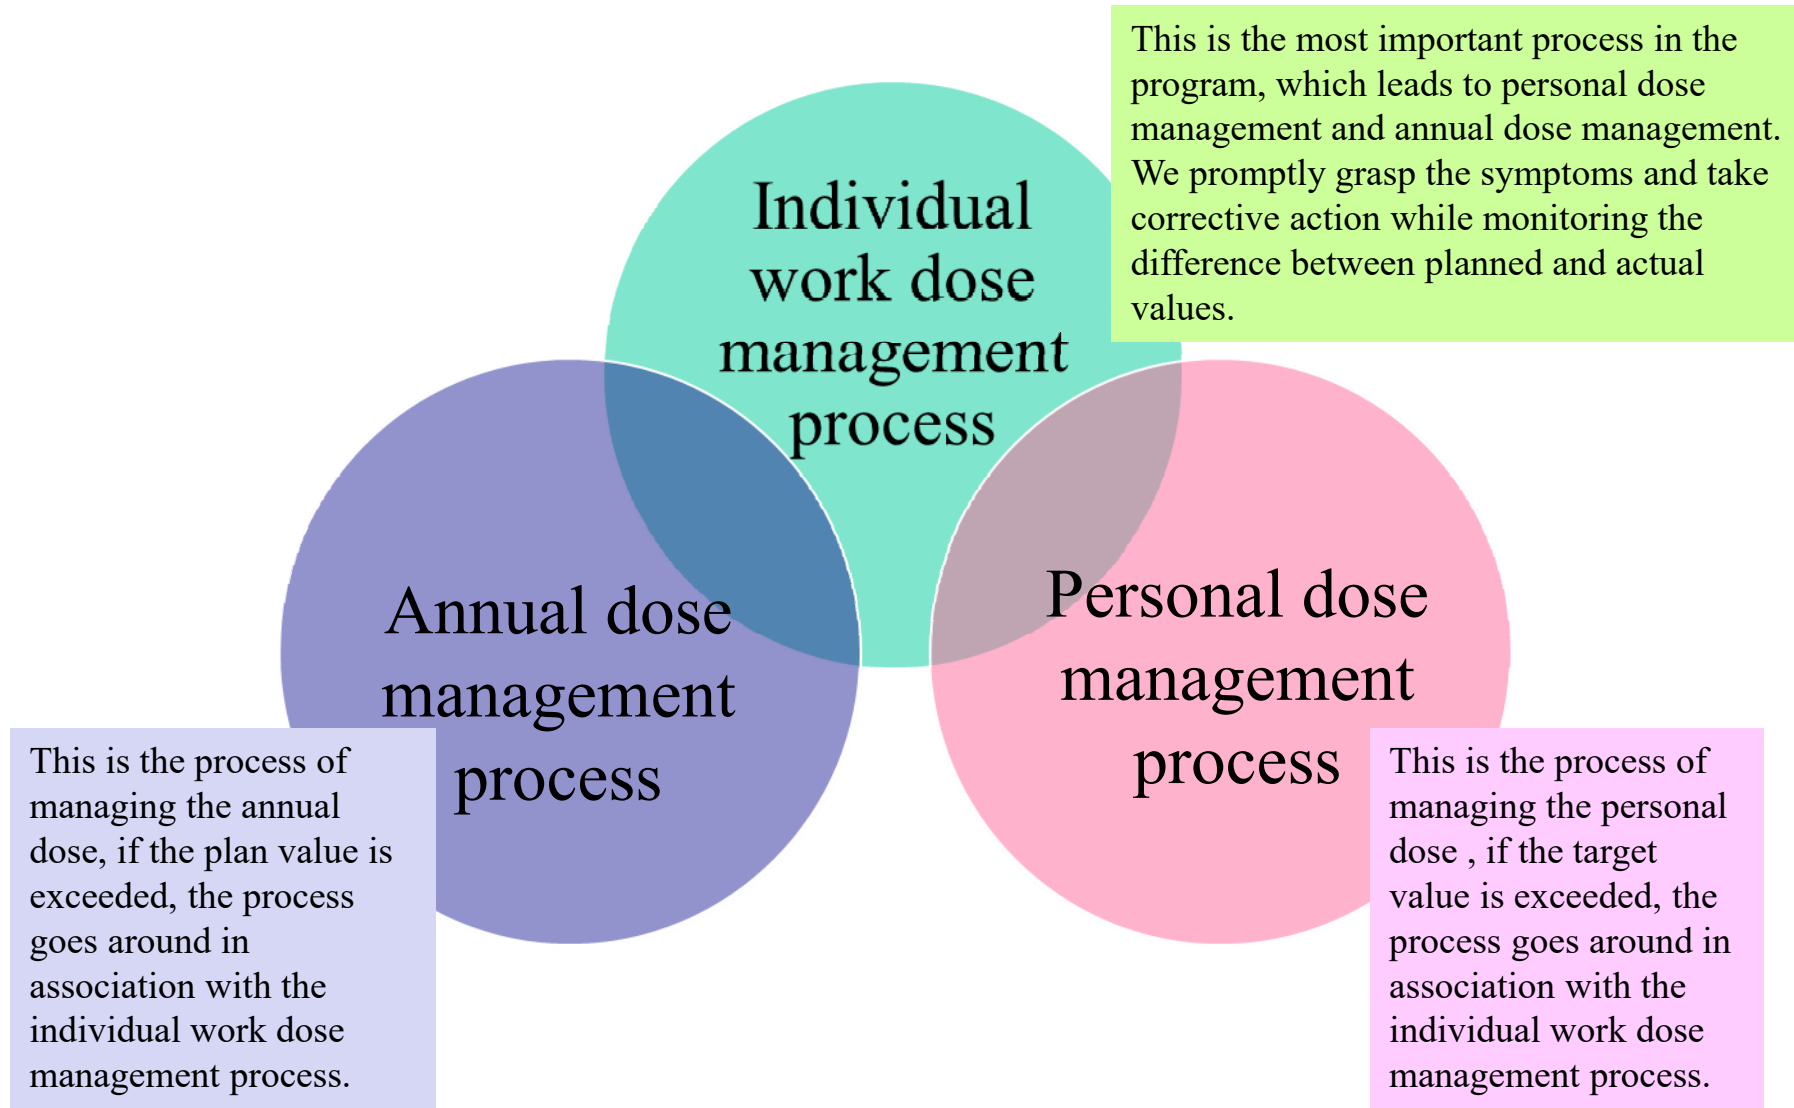 This is the most important process in the
program, which leads to personal dose
management and annual dose management.
We promptly grasp the symptoms and take
corrective action while monitoring the
difference between planned and actual
values.
Individual
work dose
management
process
Annual dose
management
process
Personal dose
management
process
This is the process of
managing the annual
dose, if the plan value is
exceeded, the process
goes around in
association with the
individual work dose
management process.
This is the process of
managing the personal
dose , if the target
value is exceeded, the
process goes around in
association with the
individual work dose
management process.